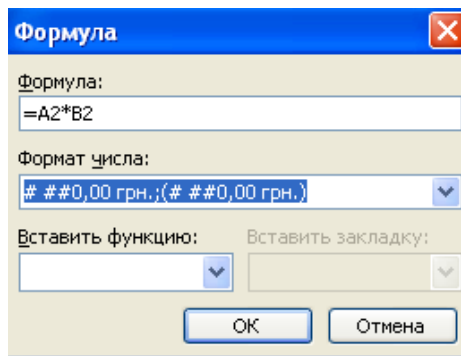 Формула
Формула:
=A2*B2
Формат числа:
# ##0,00 грн.;(# ##0,00 грн.)
Вставить функцию: Вставить закладку:
ОК Отмена